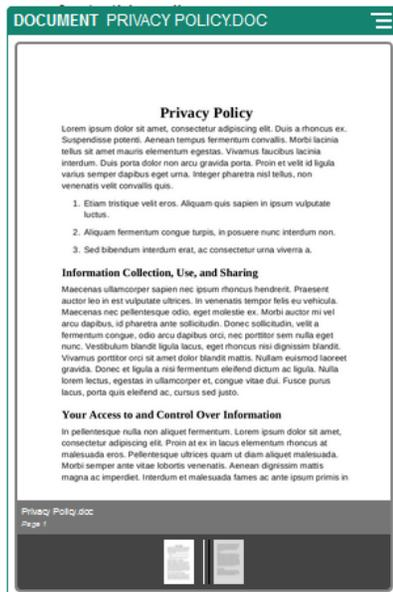 DOCUMENT PRIVACY POLICY.DOC
Privacy Policy
Lorem ipsum dolor sit amet, consectetur adipiscing elit. Duis a rhoncus ex.
Suspendisse potenti. Aenean tempus fermentum convallis. Morbi lacinia
tellus sit amet mauris elementum egestas. Vivamus faucibus lacinia
interdum. Duis porta dolor non arcu gravida porta. Proin et velit id ligula
varius semper dapibus eget urna. Integer pharetra nisl tellus, non
venenatis velit convallis quis.
1. Etiam tristique velit eros. Aliquam quis sapien in ipsum vulputate
luctus.
2. Aliquam fermentum congue turpis, in posuere nunc interdum non.
3. Sed bibendum interdum erat, ac consectetur urna viverra a.
Information Collection, Use, and Sharing
Maecenas ullamcorper sapien nec ipsum rhoncus hendrerit. Praesent
auctor leo in est vulputate ultrices. In venenatis tempor felis eu vehicula.
Maecenas nec pellentesque odio, eget molestie ex. Morbi auctor mi vel
arcu dapibus, id pharetra ante sollicitudin. Donec sollicitudin, velit a
fermentum congue, odio arcu dapibus orci, nec porttitor sem nulla eget
nunc. Vestibulum blandit ligula lacus, eget rhoncus nisi dignissim blandit.
Vivamus porttitor orci sit amet dolor blandit mattis. Nullam euismod laoreet
gravida. Donec et ligula a nisi fermentum eleifend dictum ac ligula. Nulla
lorem lectus, egestas in ullamcorper et, congue vitae dui. Fusce purus
lacus, porta quis eleifend ac, cursus sed justo.
Your Access to and Control Over Information
In pellentesque nulla non aliquet fermentum. Lorem ipsum dolor sit amet,
consectetur adipiscing elit. Proin at ex in lacus elementum rhoncus at
malesuada eros. Pellentesque ultrices quam ut diam aliquet malesuada.
Morbi semper ante vitae lobortis venenatis. Aenean dignissim mattis
magna ac imperdiet. Interdum et malesuada fames ac ante ipsum primis in
Privacy Policy.doc
Page 1